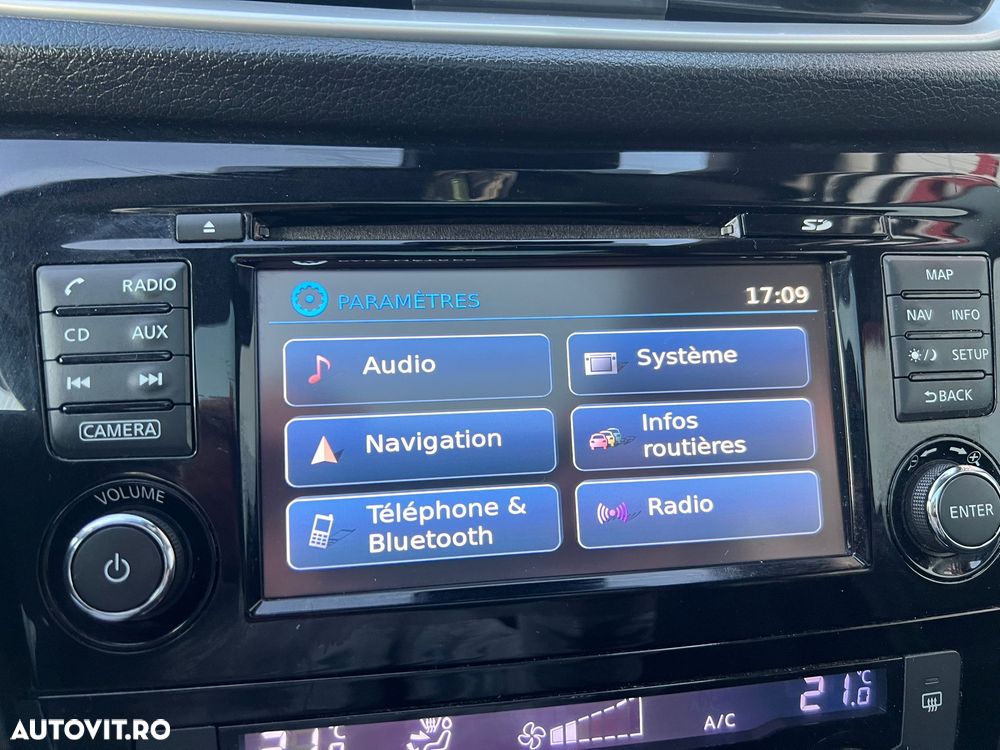 SD
RADIO
CD AUX
CAMERA
VOLUME
PARAMÈTRES 17:09
Audio
Système
Navigation
Infos
routières
Téléphone &
Bluetooth
Radio
MAP
NAV INFO
SETUP
BACK
ENTER
°C
A/C
21.0 °C
AUTOVIT.RO